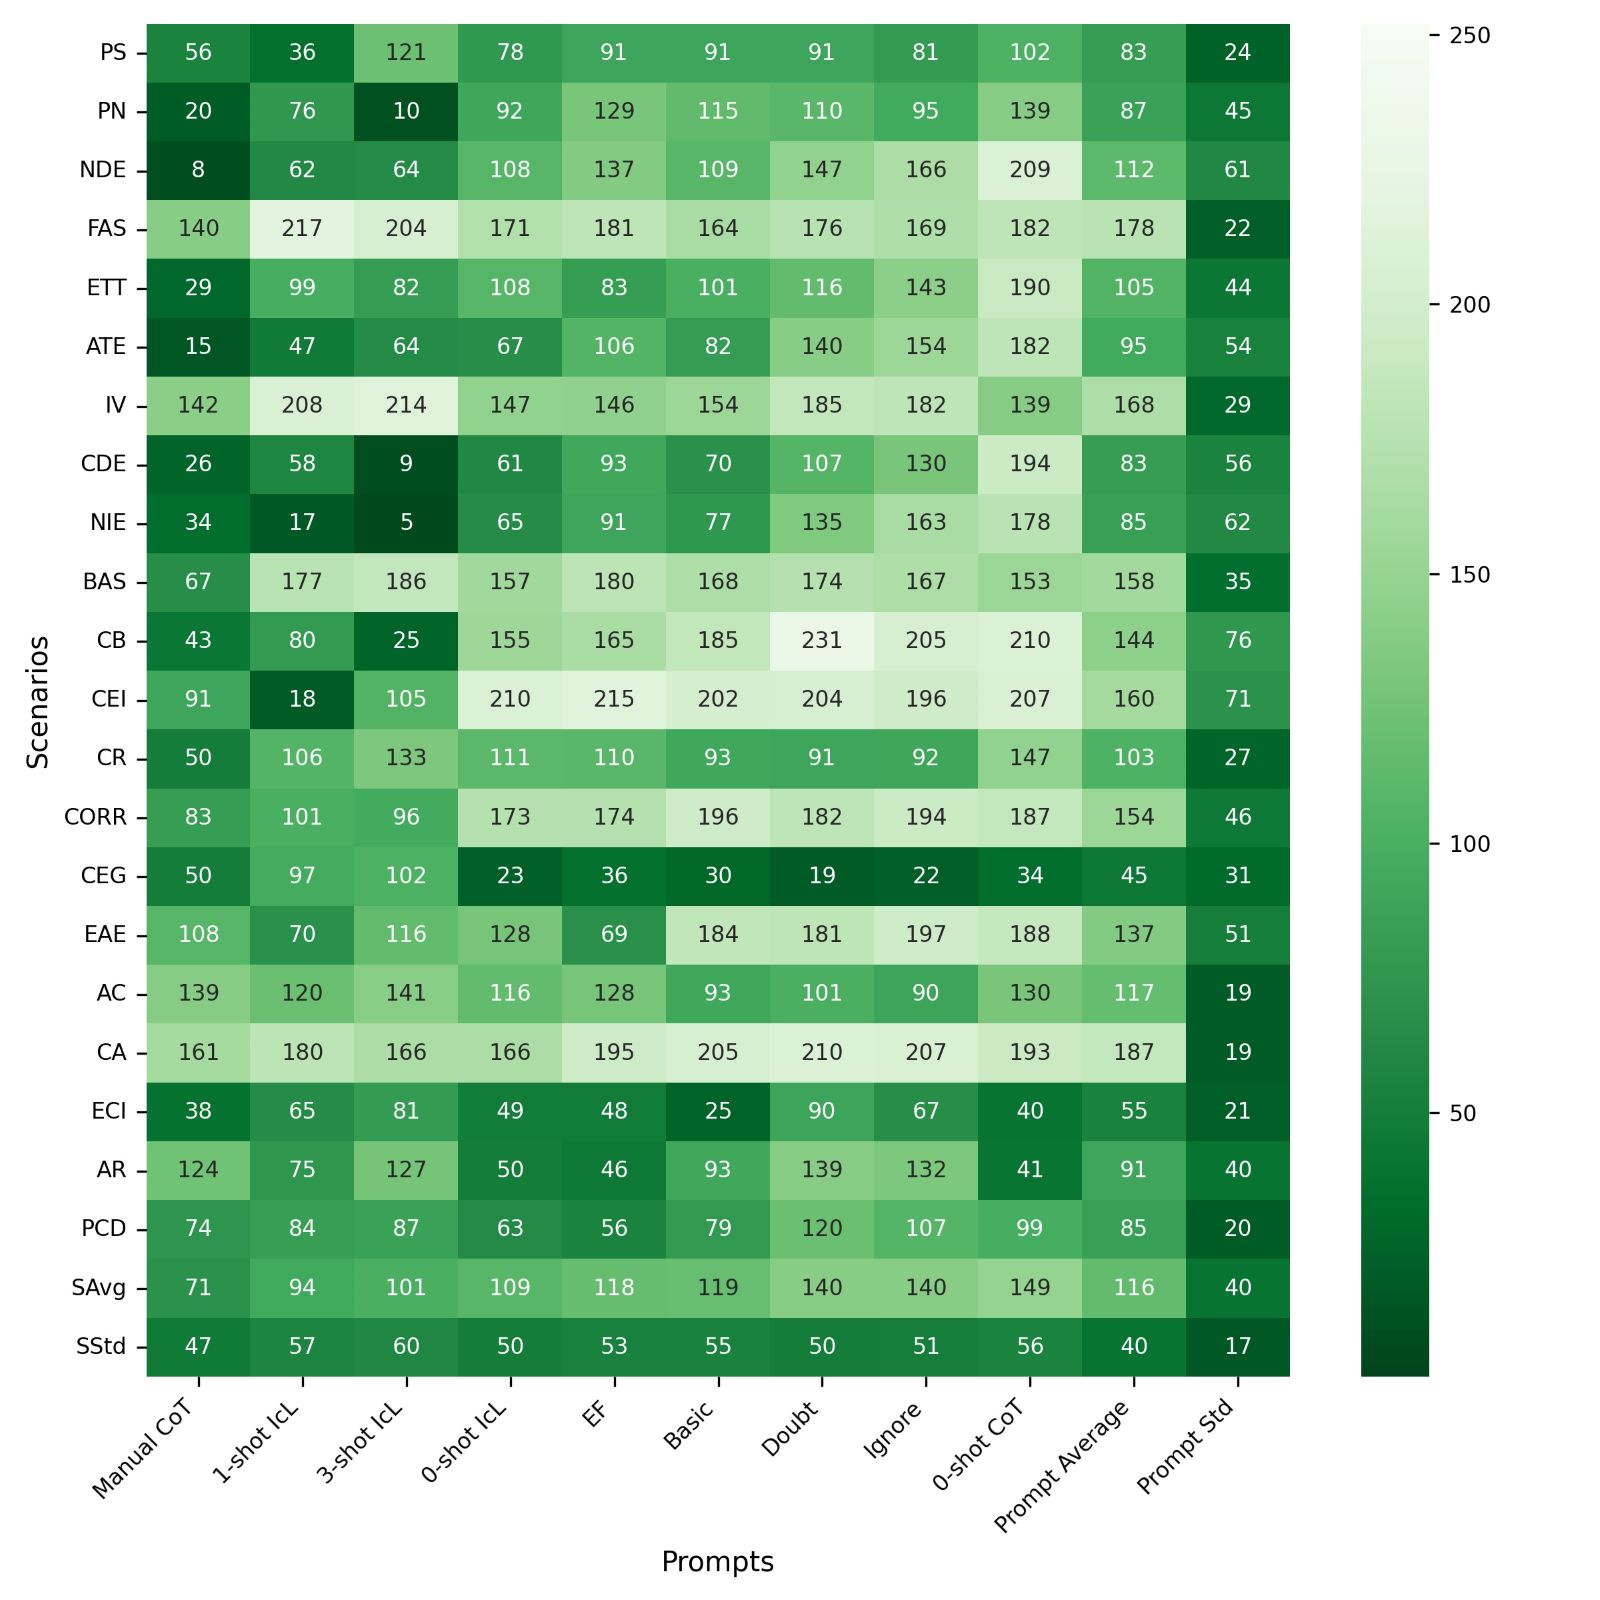 PS 56 36 121 78 91 91 91 81 102 83 24
PN 20 76 10 92 129 115 110 95 139 87 45
NDE 8 62 64 108 137 109 147 166 209 112 61
FAS 140 217 204 171 181 164 176 169 182 178 22
ETT 29 99 82 108 83 101 116 143 190 105 44
ATE 15 47 64 67 106 82 140 154 182 95 54
IV 142 208 214 147 146 154 185 182 139 168 29
CDE 26 58 9 61 93 70 107 130 194 83 56
NIE 34 17 5 65 91 77 135 163 178 85 62
BAS 67 177 186 157 180 168 174 167 153 158 35
CB 43 80 25 155 165 185 231 205 210 144 76
CEI 91 18 105 210 215 202 204 196 207 160 71
CR 50 106 133 111 110 93 91 92 147 103 27
CORR 83 101 96 173 174 196 182 194 187 154 46
CEG 50 97 102 23 36 30 19 22 34 45 31
EAE 108 70 116 128 69 184 181 197 188 137 51
AC 139 120 141 116 128 93 101 90 130 117 19
CA 161 180 166 166 195 205 210 207 193 187 19
ECI 38 65 81 49 48 25 90 67 40 55 21
AR 124 75 127 50 46 93 139 132 41 91 40
PCD 74 84 87 63 56 79 120 107 99 85 20
SAvg 71 94 101 109 118 119 140 140 149 116 40
SStd 47 57 60 50 53 55 50 51 56 40 17
Manual CoT
1-shot IcL
3-shot IcL
0-shot IcL
EF
Basic
Doubt
Ignore
0-shot CoT
Prompt Average
Prompt Std
Prompts
Scenarios
250
200
150
100
50